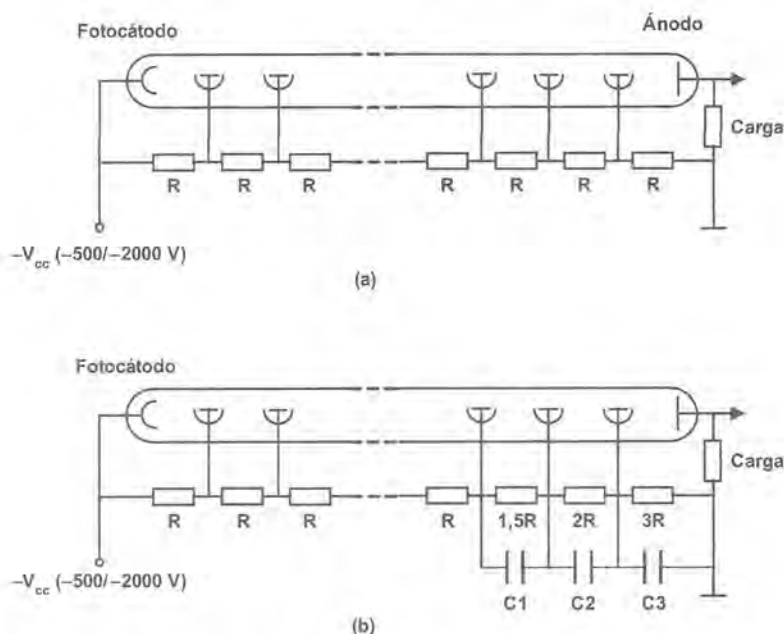 Fotocátodo Ánodo
Carga
R R R R R R R
–Vcc (–500/–2000 V)
(a)
Fotocátodo
Carga
R R R R 1,5R 2R 3R
–Vcc (–500/–2000 V)
C1 C2 C3
(b)